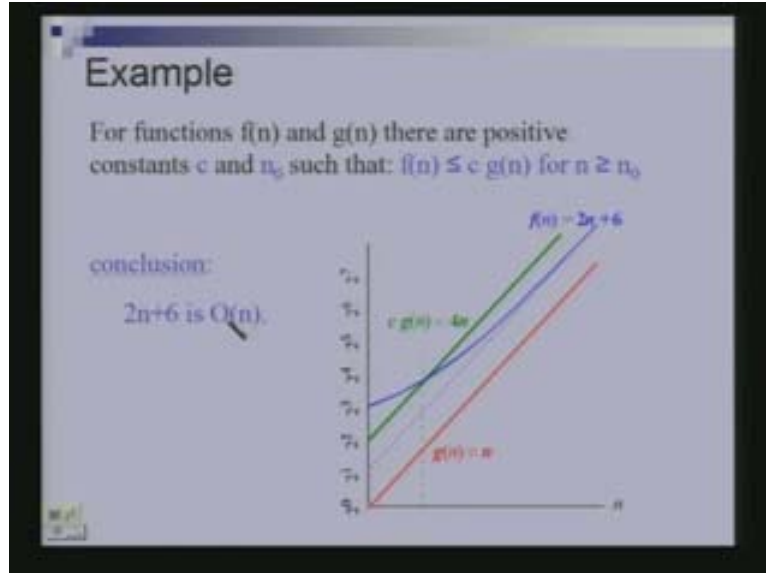 Example
For functions f(n) and g(n) there are positive
constants c and n₀ such that: f(n) ≤ c g(n) for n ≥ n₀
f(n) = 2n + 6
conclusion:
2n+6 is O(n).
c g(n) = 4n
g(n) = n
n